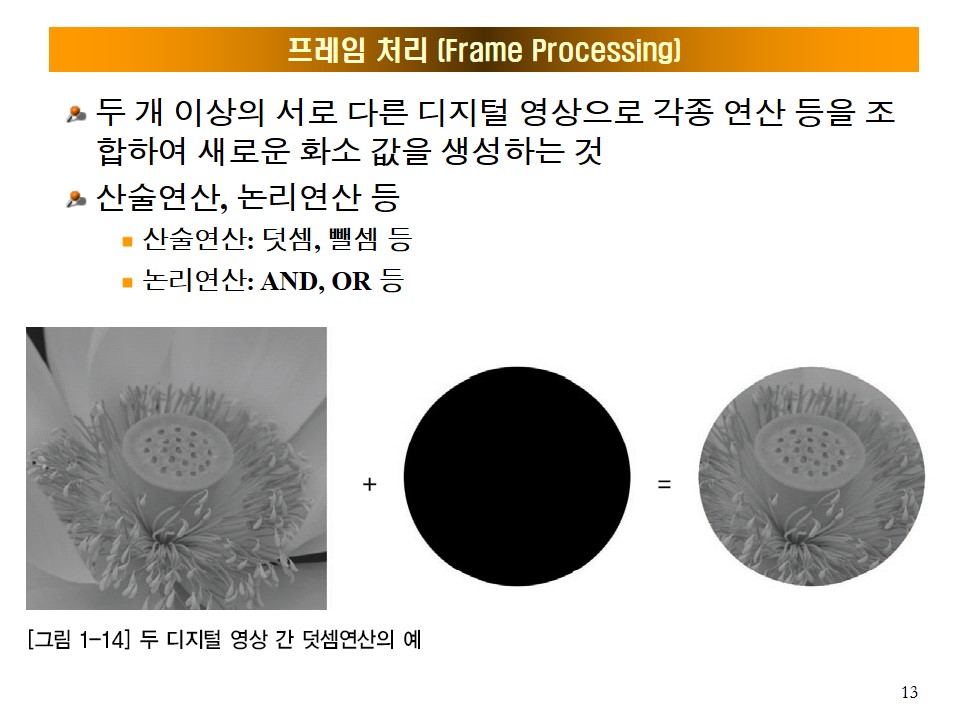 프레임 처리 (Frame Processing)
두 개 이상의 서로 다른 디지털 영상으로 각종 연산 등을 조
합하여 새로운 화소 값을 생성하는 것
산술연산, 논리연산 등
산술연산: 덧셈, 뺄셈 등
논리연산: AND, OR 등
+ =
[그림 1-14] 두 디지털 영상 간 덧셈연산의 예
13